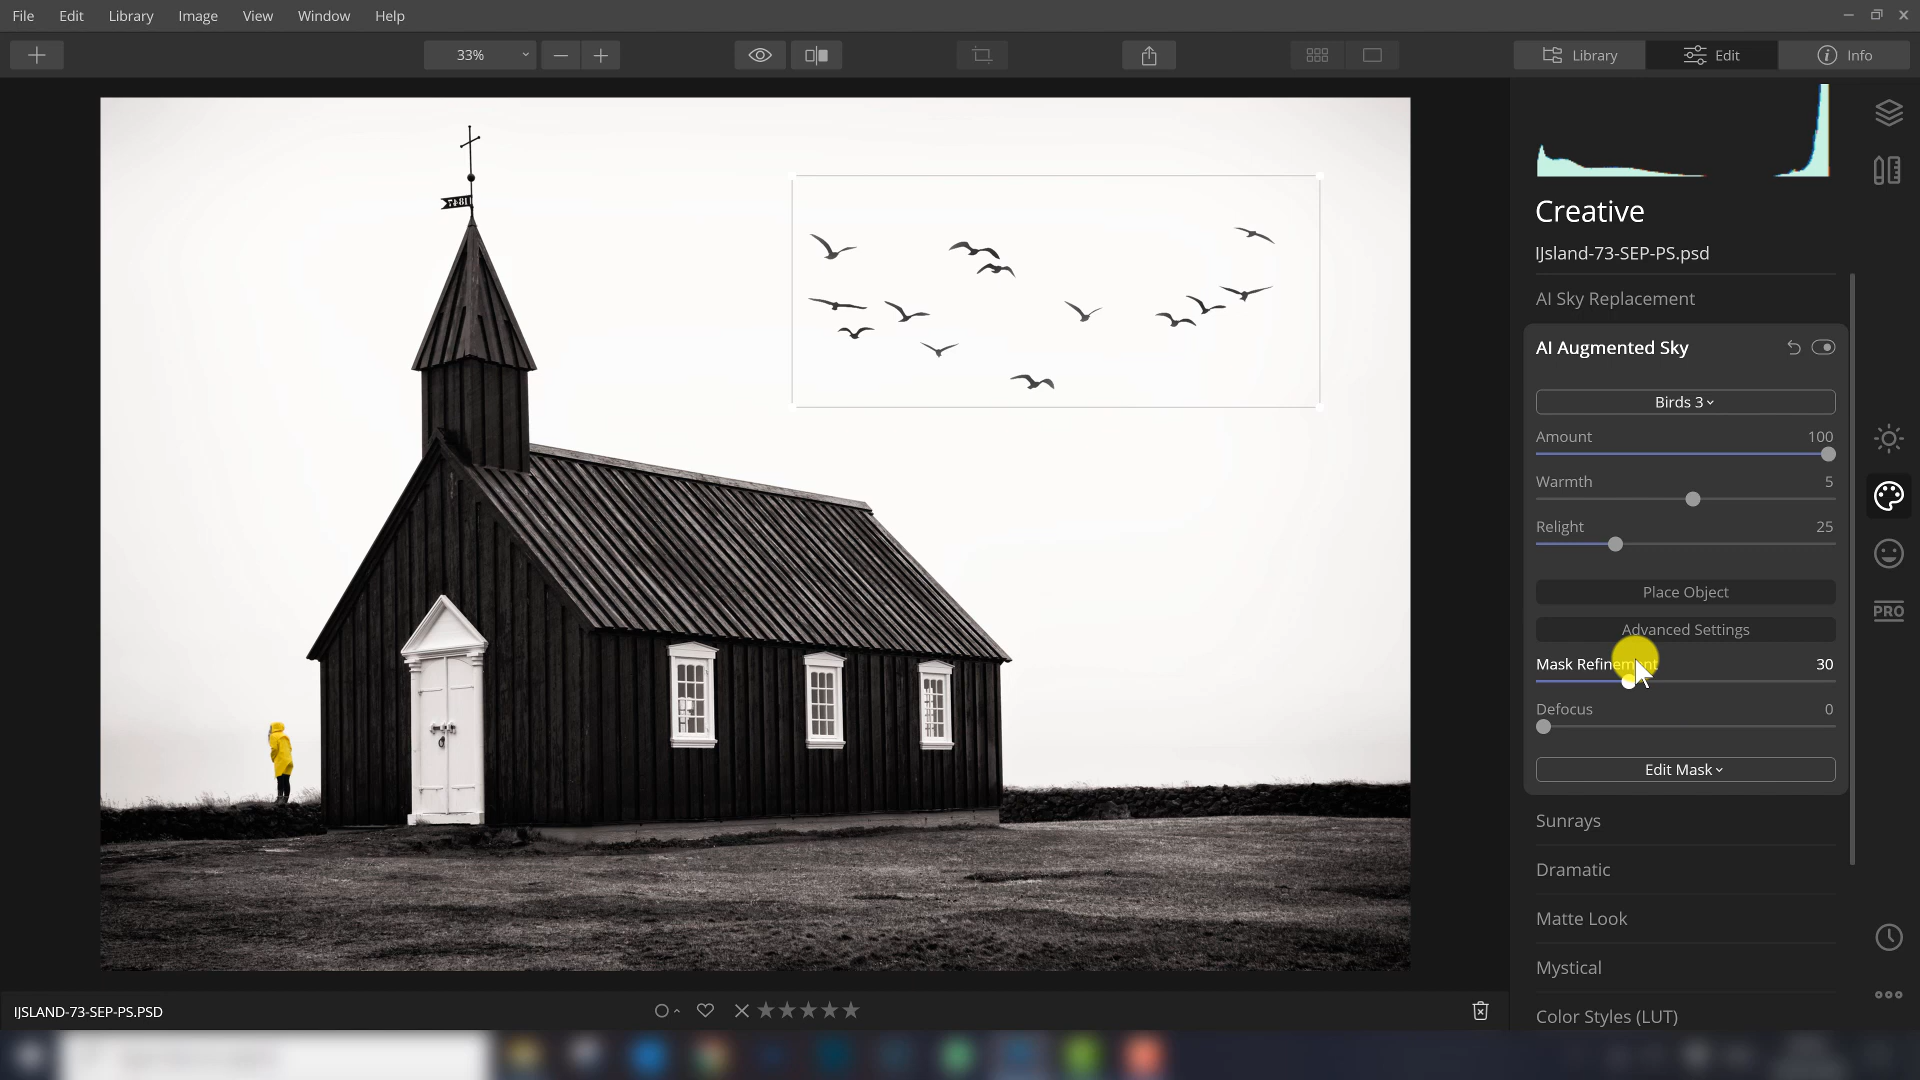 File Edit Library Image View Window Help
33% Library Edit Info
Creative
IJsland-73-SEP-PS.psd
AI Sky Replacement
AI Augmented Sky
Birds 3
Amount 100
Warmth 5
Relight 25
Place Object
Advanced Settings
Mask Refinement 30
Defocus 0
Edit Mask
Sunrays
Dramatic
Matte Look
Mystical
Color Styles (LUT)
PRO
IJSLAND-73-SEP-PS.PSD